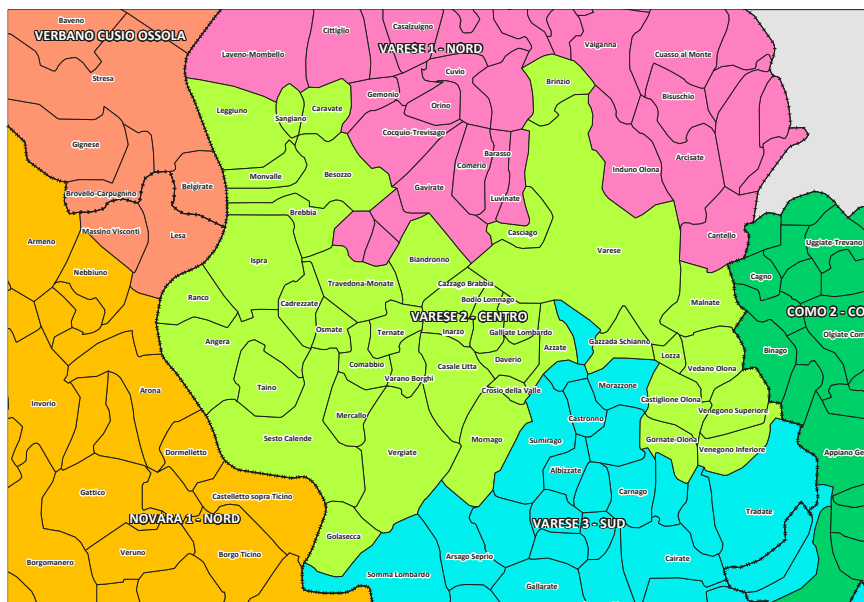 Baveno
Cittiglio
Casalzuigno
VERBANO CUSIO OSSOLA
VARESE 1 - NORD
Valganna
Laveno-Mombello
Cuasso al Monte
Stresa
Cuvio
Brinzio
Gemonio
Bisuschio
Leggiuno
Caravate
Orino
Sangiano
Cocquio-Trevisago
Gignese
Barasso
Arcisate
Comerio
Induno Olona
Monvalle
Besozzo
Belgirate
Gavirate
Brovello-Carpugnino
Luvinate
Brebbia
Massino Visconti
Casciago
Lesa
Cantello
Armeno
Uggiate-Trevano
Varese
Ispra
Biandronno
Nebbiuno
Cagno
Travedona-Monate
Cazzago Brabbia
Ranco
Cadrezzate
Bodio Lomnago
Malnate
COMO 2 - CO
VARESE 2 - CENTRO
Osmate
Ternate
Inarzo
Galliate Lombardo
Olgiate Com
Angera
Gazzada Schianno
Azzate
Binago
Lozza
Daverio
Comabbio
Casale Litta
Vedano Olona
Varano Borghi
Taino
Morazzone
Arona
Crosio della Valle
Castiglione Olona
Invorio
Venegono Superiore
Mercallo
Castronno
Sesto Calende
Mornago
Sumirago
Gornate-Olona
Dormelletto
Vergiate
Venegono Inferiore
Appiano Ge
Albizzate
Gattico
Castelletto sopra Ticino
Carnago
Tradate
NOVARA 1 - NORD
VARESE 3 - SUD
Golasecca
Veruno
Borgo Ticino
Arsago Seprio
Cairate
Borgomanero
Somma Lombardo
Gallarate